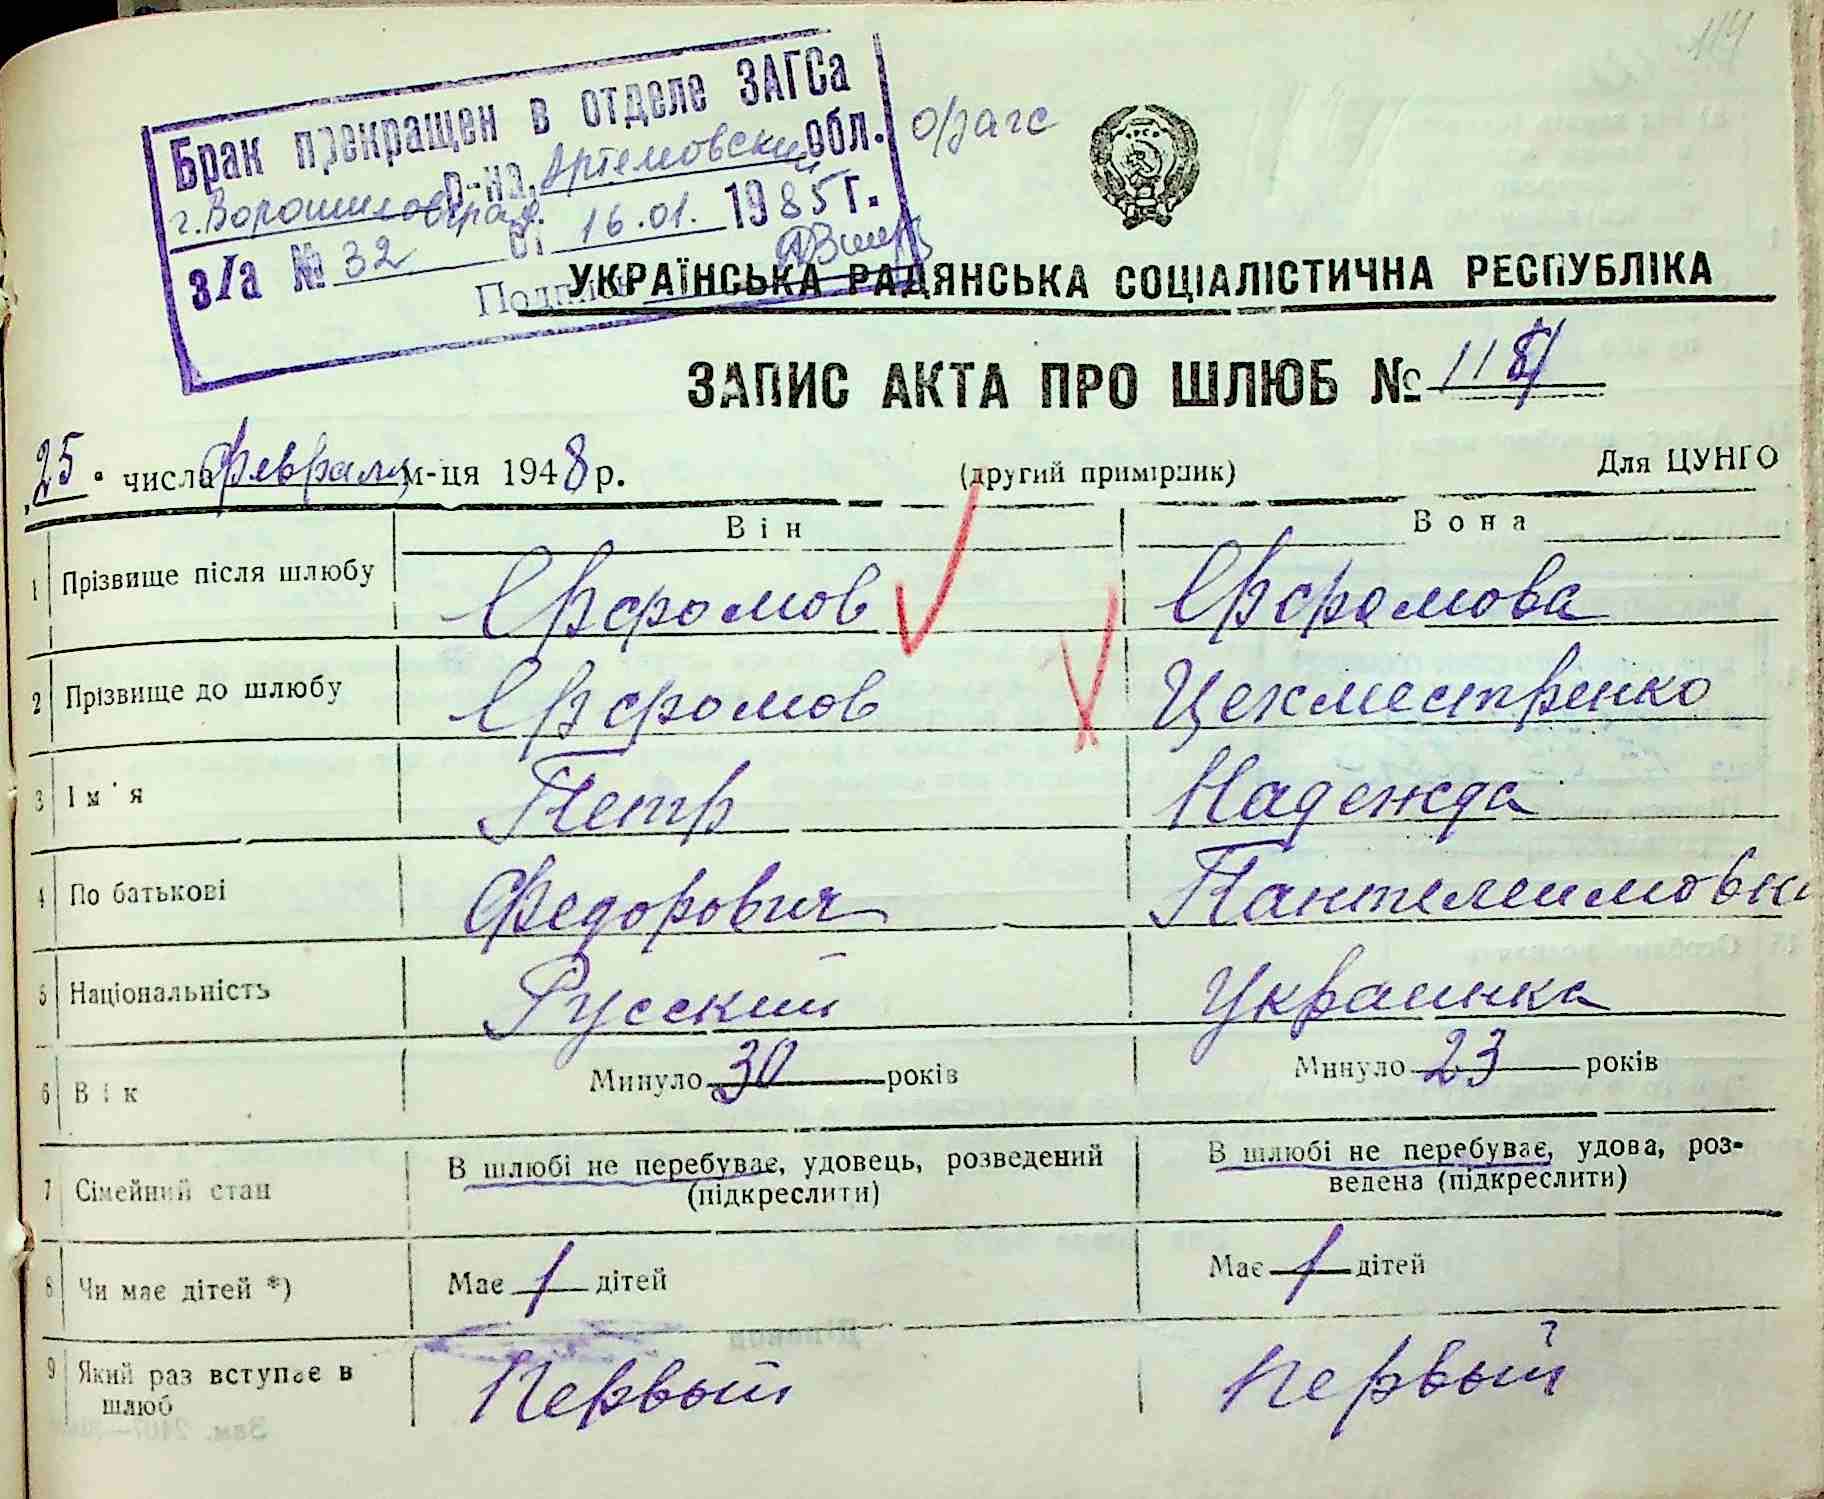 114
Брак прекращен в отделе ЗАГСа
р-на, Артемовский обл. о/загс
г. Ворошиловград.
з/а № 32 от 16.01. 1985 г.
Подпись
УКРАЇНСЬКА РАДЯНСЬКА СОЦІАЛІСТИЧНА РЕСПУБЛІКА
ЗАПИС АКТА ПРО ШЛЮБ №
25 числа февраля м-ця 1948 р. (другий примірник) Для ЦУНГО
Він Вона
1 Прізвище після шлюбу Ефромов Ефромова
2 Прізвище до шлюбу Ефромов Цехместренко
3 Ім'я Петр Надежда
4 По батькові Федорович Пантелеимовн
5 Національність Русский Украинка
6 Вік Минуло 30 років Минуло 23 років
7 Сімейний стан В шлюбі не перебуває, удовець, розведений В шлюбі не перебуває, удова, роз-
(підкреслити) ведена (підкреслити)
8 Чи має дітей *) Має 1 дітей Має 1 дітей
9 Який раз вступає в Первый Первый
шлюб